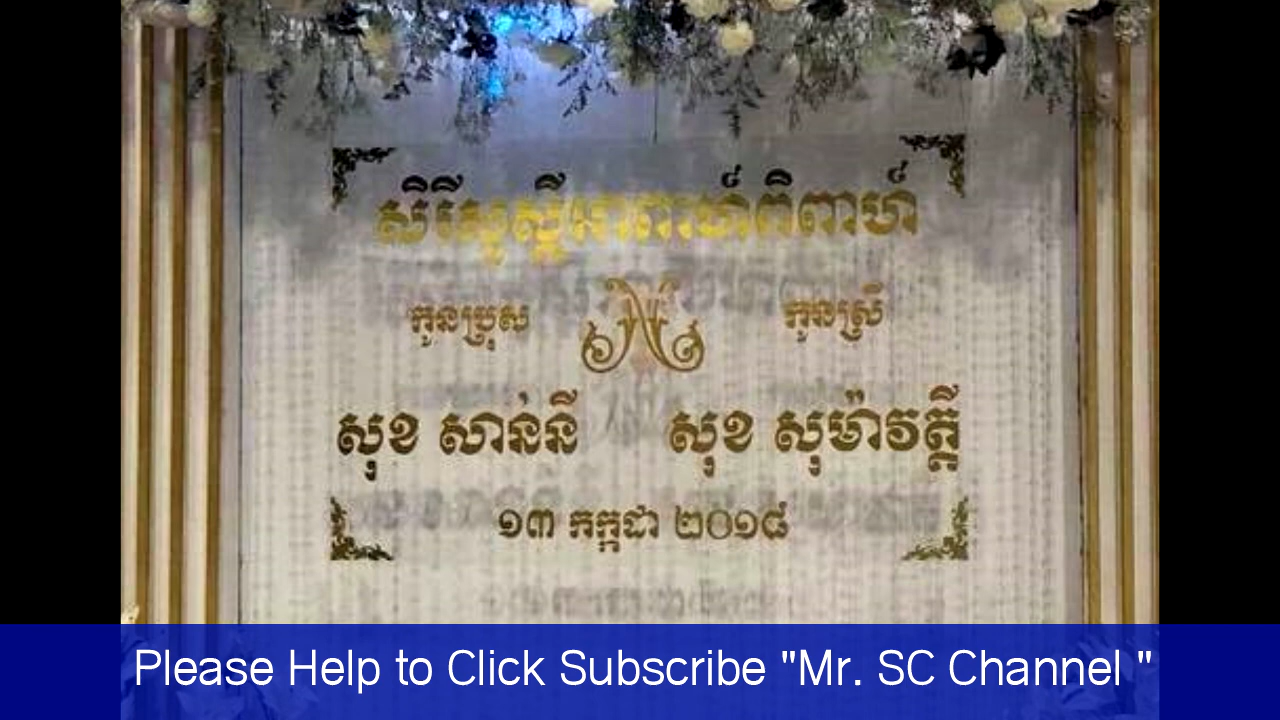 សិរីសួស្តីអាពាហ៍ពិពាហ៍
កូនប្រុស កូនស្រី
សុខ សាន់នី សុខ សុម៉ាវត្តី
១៣ កក្កដា ២០១៨
Please Help to Click Subscribe "Mr. SC Channel "